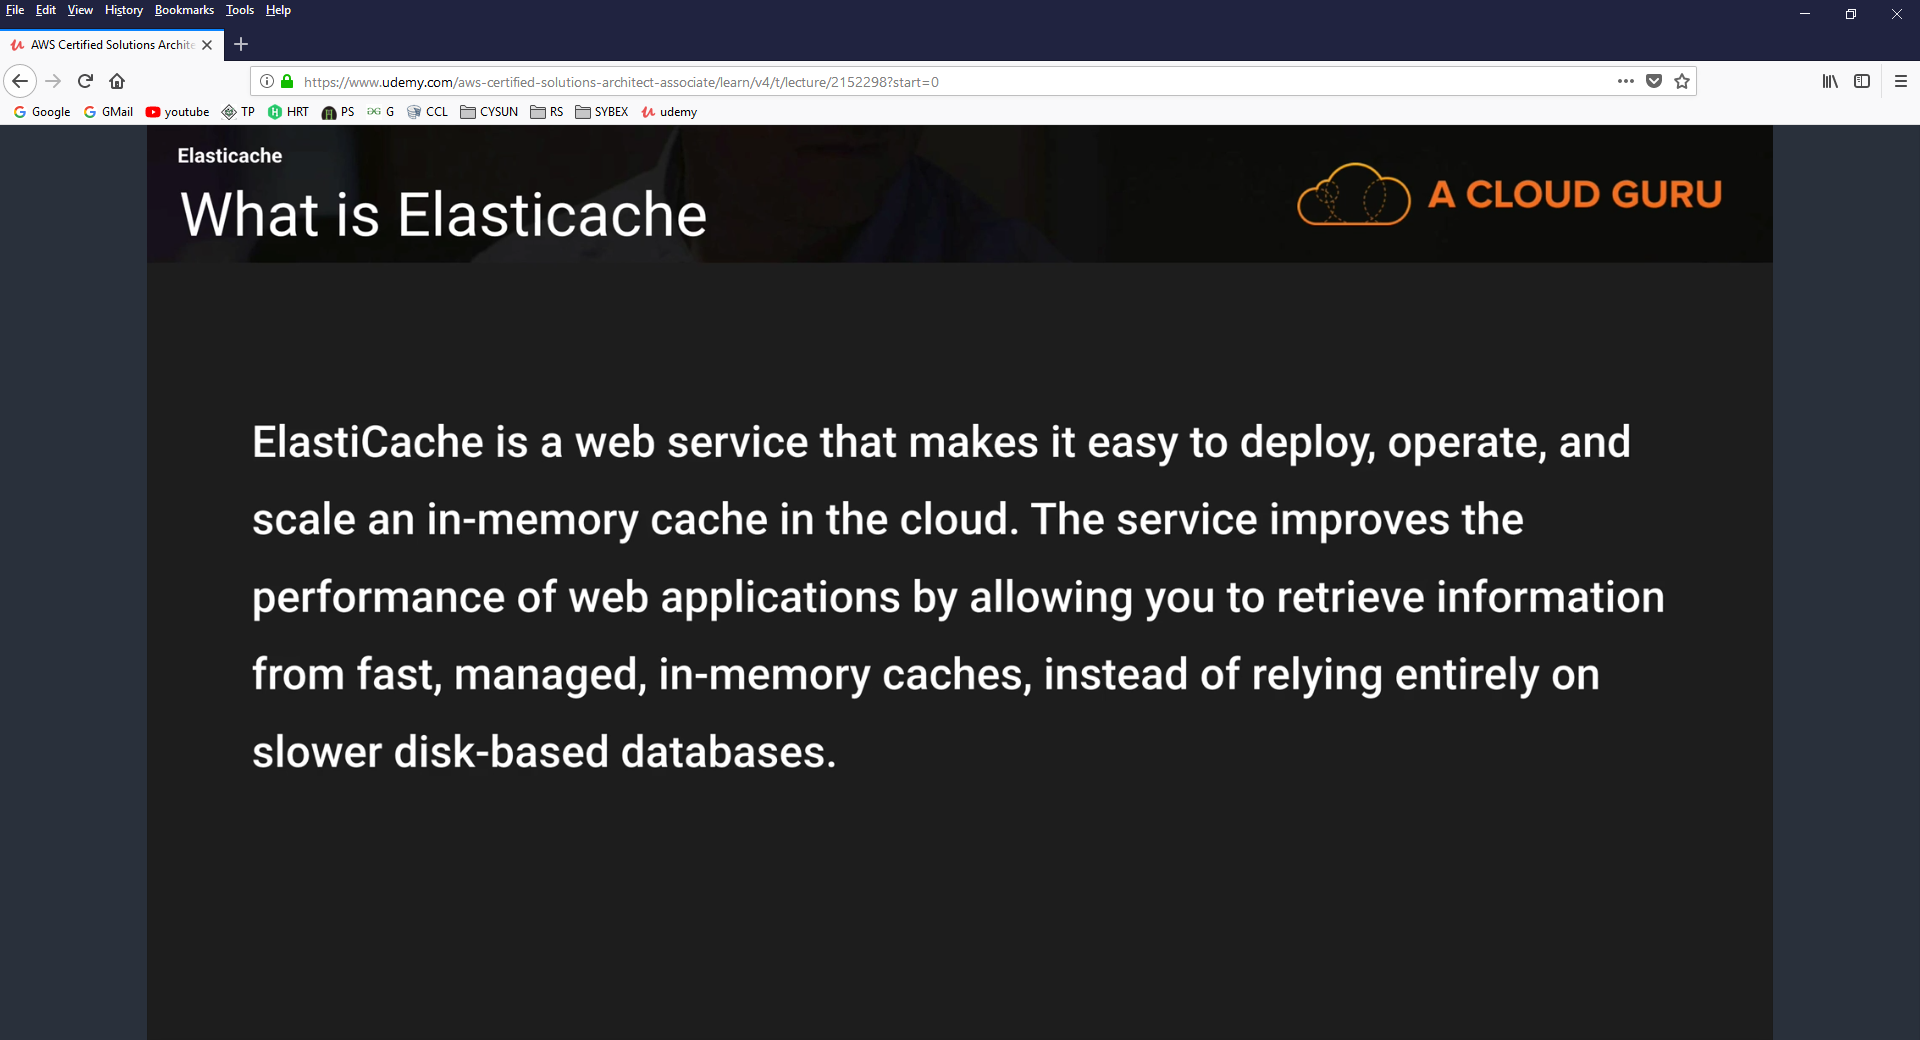 File Edit View History Bookmarks Tools Help
AWS Certified Solutions Archite
https://www.udemy.com/aws-certified-solutions-architect-associate/learn/v4/t/lecture/2152298?start=0
Google GMail youtube TP HRT PS G CCL CYSUN RS SYBEX udemy
Elasticache
What is Elasticache
A CLOUD GURU
ElastiCache is a web service that makes it easy to deploy, operate, and
scale an in-memory cache in the cloud. The service improves the
performance of web applications by allowing you to retrieve information
from fast, managed, in-memory caches, instead of relying entirely on
slower disk-based databases.